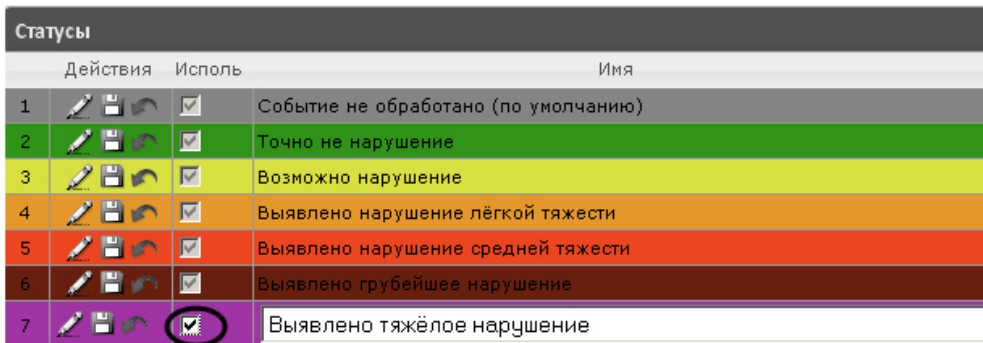 Статусы
Действия Исполь Имя
1 Событие не обработано (по умолчанию)
2 Точно не нарушение
3 Возможно нарушение
4 Выявлено нарушение лёгкой тяжести
5 Выявлено нарушение средней тяжести
6 Выявлено грубейшее нарушение
7 Выявлено тяжёлое нарушение